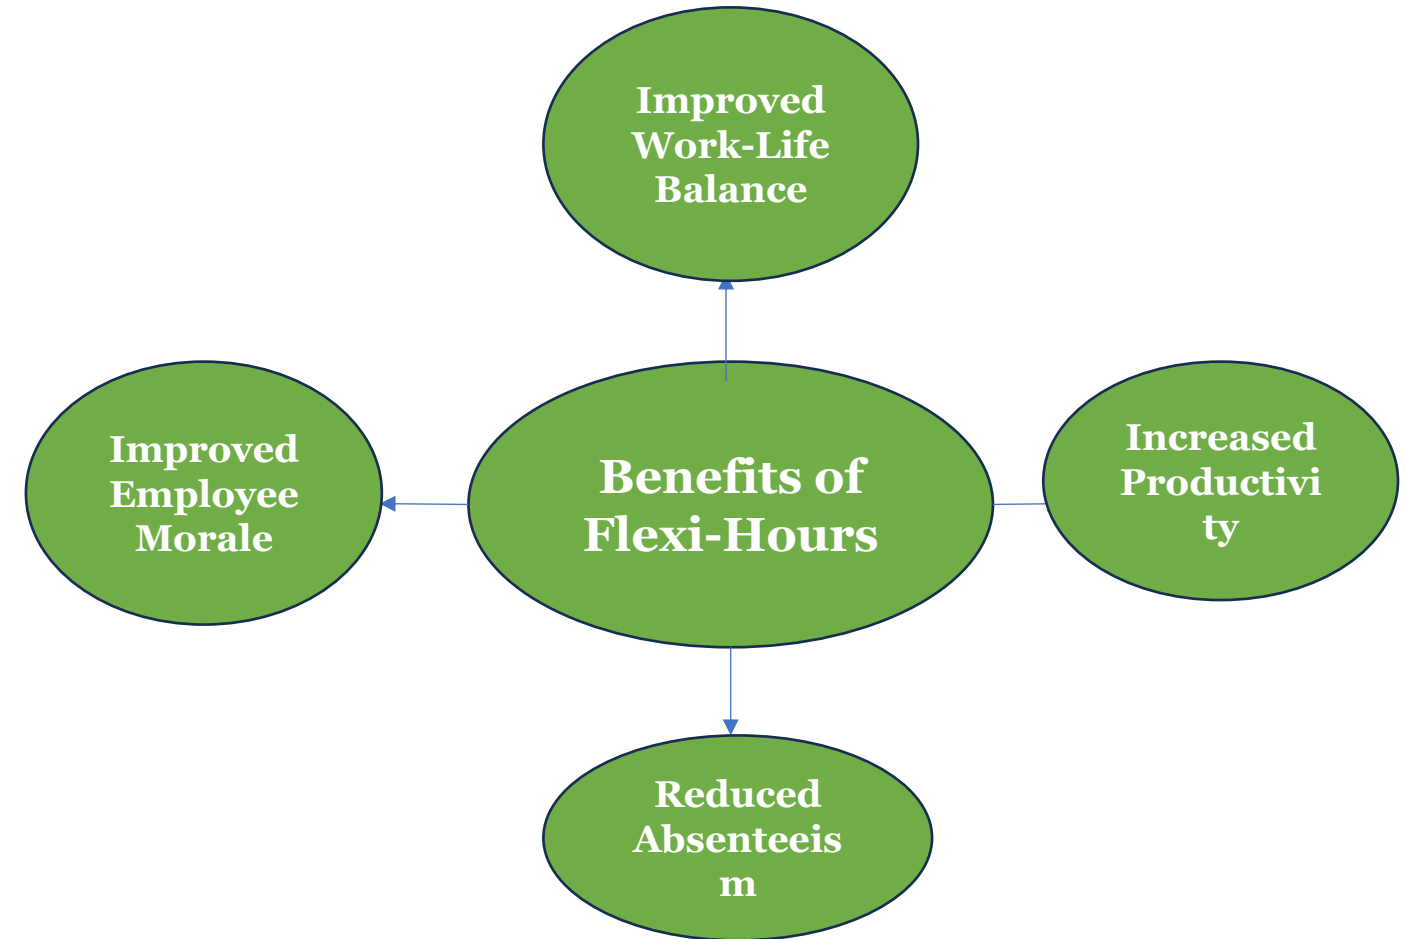 Improved
Work-Life
Balance
Improved
Employee
Morale
Benefits of
Flexi-Hours
Increased
Productivi
ty
Reduced
Absenteeis
m